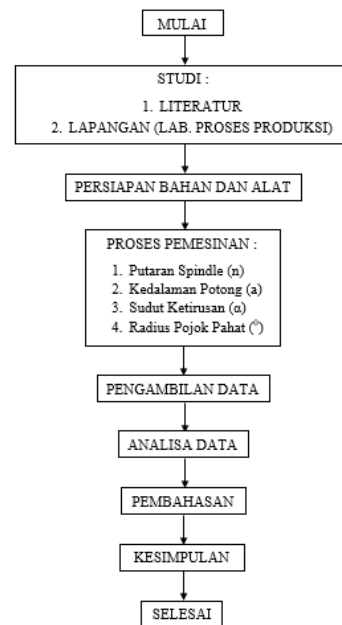 MULAI
STUDI :
1. LITERATUR
2. LAPANGAN (LAB. PROSES PRODUKSI)
PERSIAPAN BAHAN DAN ALAT
PROSES PEMESINAN :
1. Putaran Spindle (n)
2. Kedalaman Potong (a)
3. Sudut Ketirusan (α)
4. Radius Pojok Pahat (°)
PENGAMBILAN DATA
ANALISA DATA
PEMBAHASAN
KESIMPULAN
SELESAI